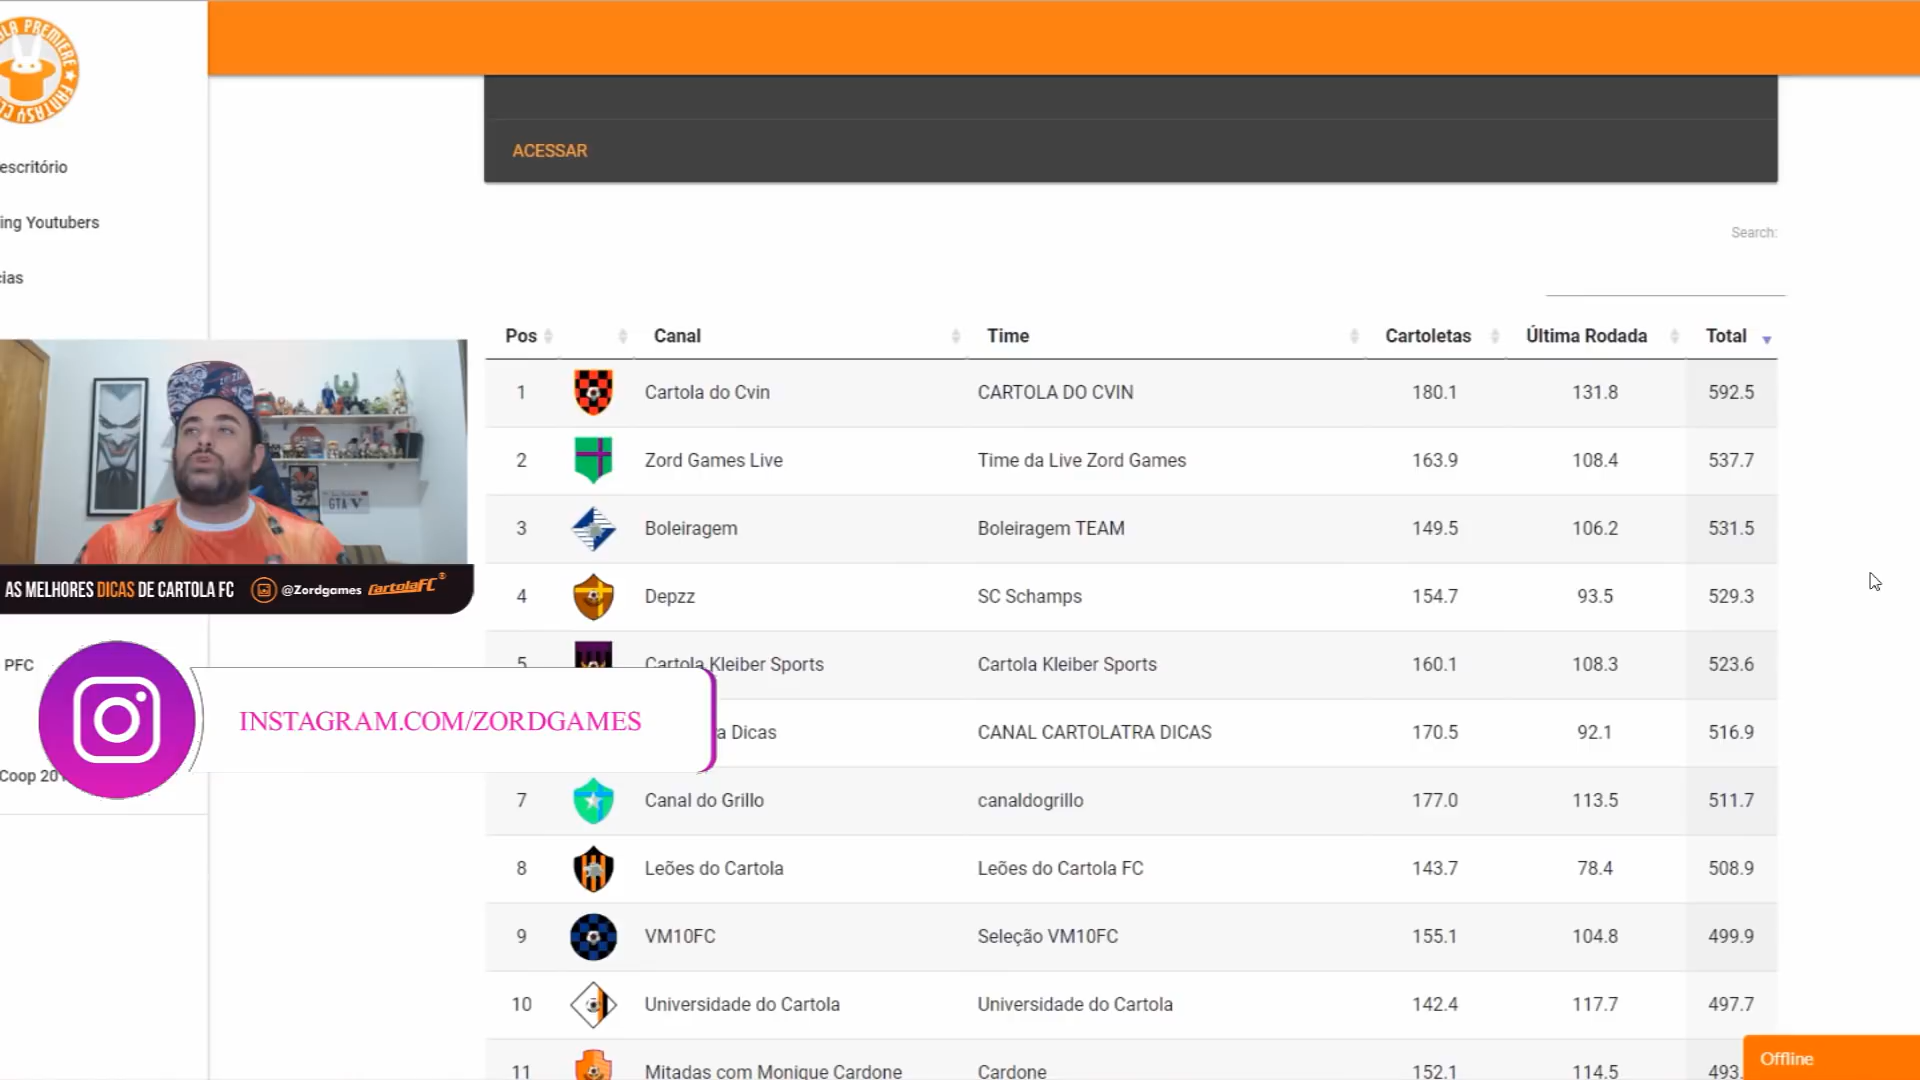 escritório
ing Youtubers
cias
ACESSAR
Search:
Pos Canal Time Cartoletas Última Rodada Total
1 Cartola do Cvin CARTOLA DO CVIN 180.1 131.8 592.5
2 Zord Games Live Time da Live Zord Games 163.9 108.4 537.7
3 Boleiragem Boleiragem TEAM 149.5 106.2 531.5
4 Depzz SC Schamps 154.7 93.5 529.3
5 Cartola Kleiber Sports Cartola Kleiber Sports 160.1 108.3 523.6
a Dicas CANAL CARTOLATRA DICAS 170.5 92.1 516.9
7 Canal do Grillo canaldogrillo 177.0 113.5 511.7
8 Leões do Cartola Leões do Cartola FC 143.7 78.4 508.9
9 VM10FC Seleção VM10FC 155.1 104.8 499.9
10 Universidade do Cartola Universidade do Cartola 142.4 117.7 497.7
11 Mitadas com Monique Cardone Cardone 152.1 114.5 493.
GTA V
AS MELHORES DICAS DE CARTOLA FC @Zordgames CartolaFC
PFC
INSTAGRAM.COM/ZORDGAMES
Coop 20
Offline